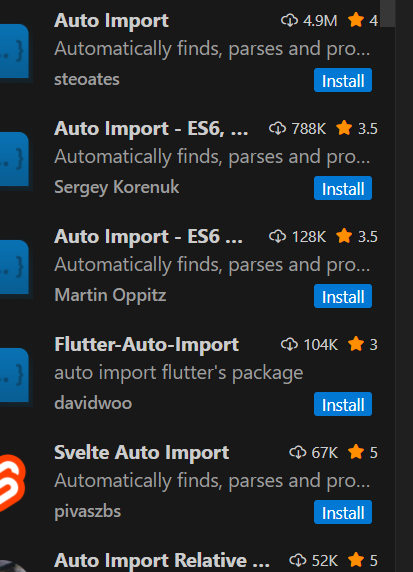 Auto Import 4.9M 4
Automatically finds, parses and pro...
steoates Install
Auto Import - ES6, ... 788K 3.5
Automatically finds, parses and pro...
Sergey Korenuk Install
Auto Import - ES6 ... 128K 3.5
Automatically finds, parses and pro...
Martin Oppitz Install
Flutter-Auto-Import 104K 3
auto import flutter's package
davidwoo Install
Svelte Auto Import 67K 5
Automatically finds, parses and pro...
pivaszbs Install
Auto Import Relative ... 52K 5